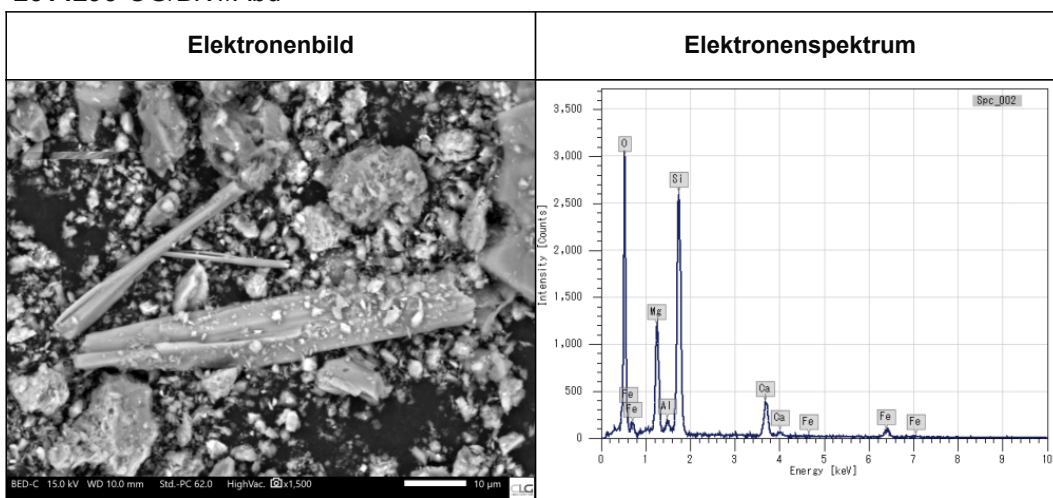 Elektronenbild
Elektronenspektrum
BED-C 15.0 kV WD 10.0 mm Std.-PC 62.0 HighVac. x1,500 10 µm
CLG
Spc_002
3,500
3,000
2,500
2,000
1,500
1,000
500
0
Intensity [Counts]
O
Si
Mg
Fe
Fe
Al
Ca
Ca
Fe
Fe
Fe
0 1 2 3 4 5 6 7 8 9 10
Energy [keV]